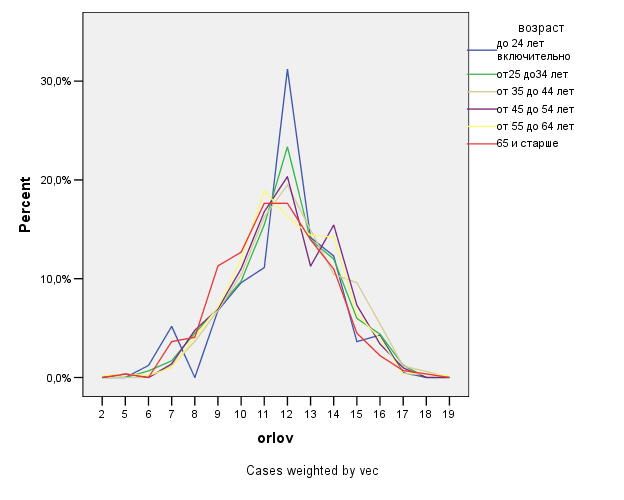 возраст
до 24 лет
включительно
от25 до34 лет
от 35 до 44 лет
от 45 до 54 лет
от 55 до 64 лет
65 и старше
Percent
30,0%
20,0%
10,0%
0,0%
2 5 6 7 8 9 10 11 12 13 14 15 16 17 18 19
orlov
Cases weighted by vec